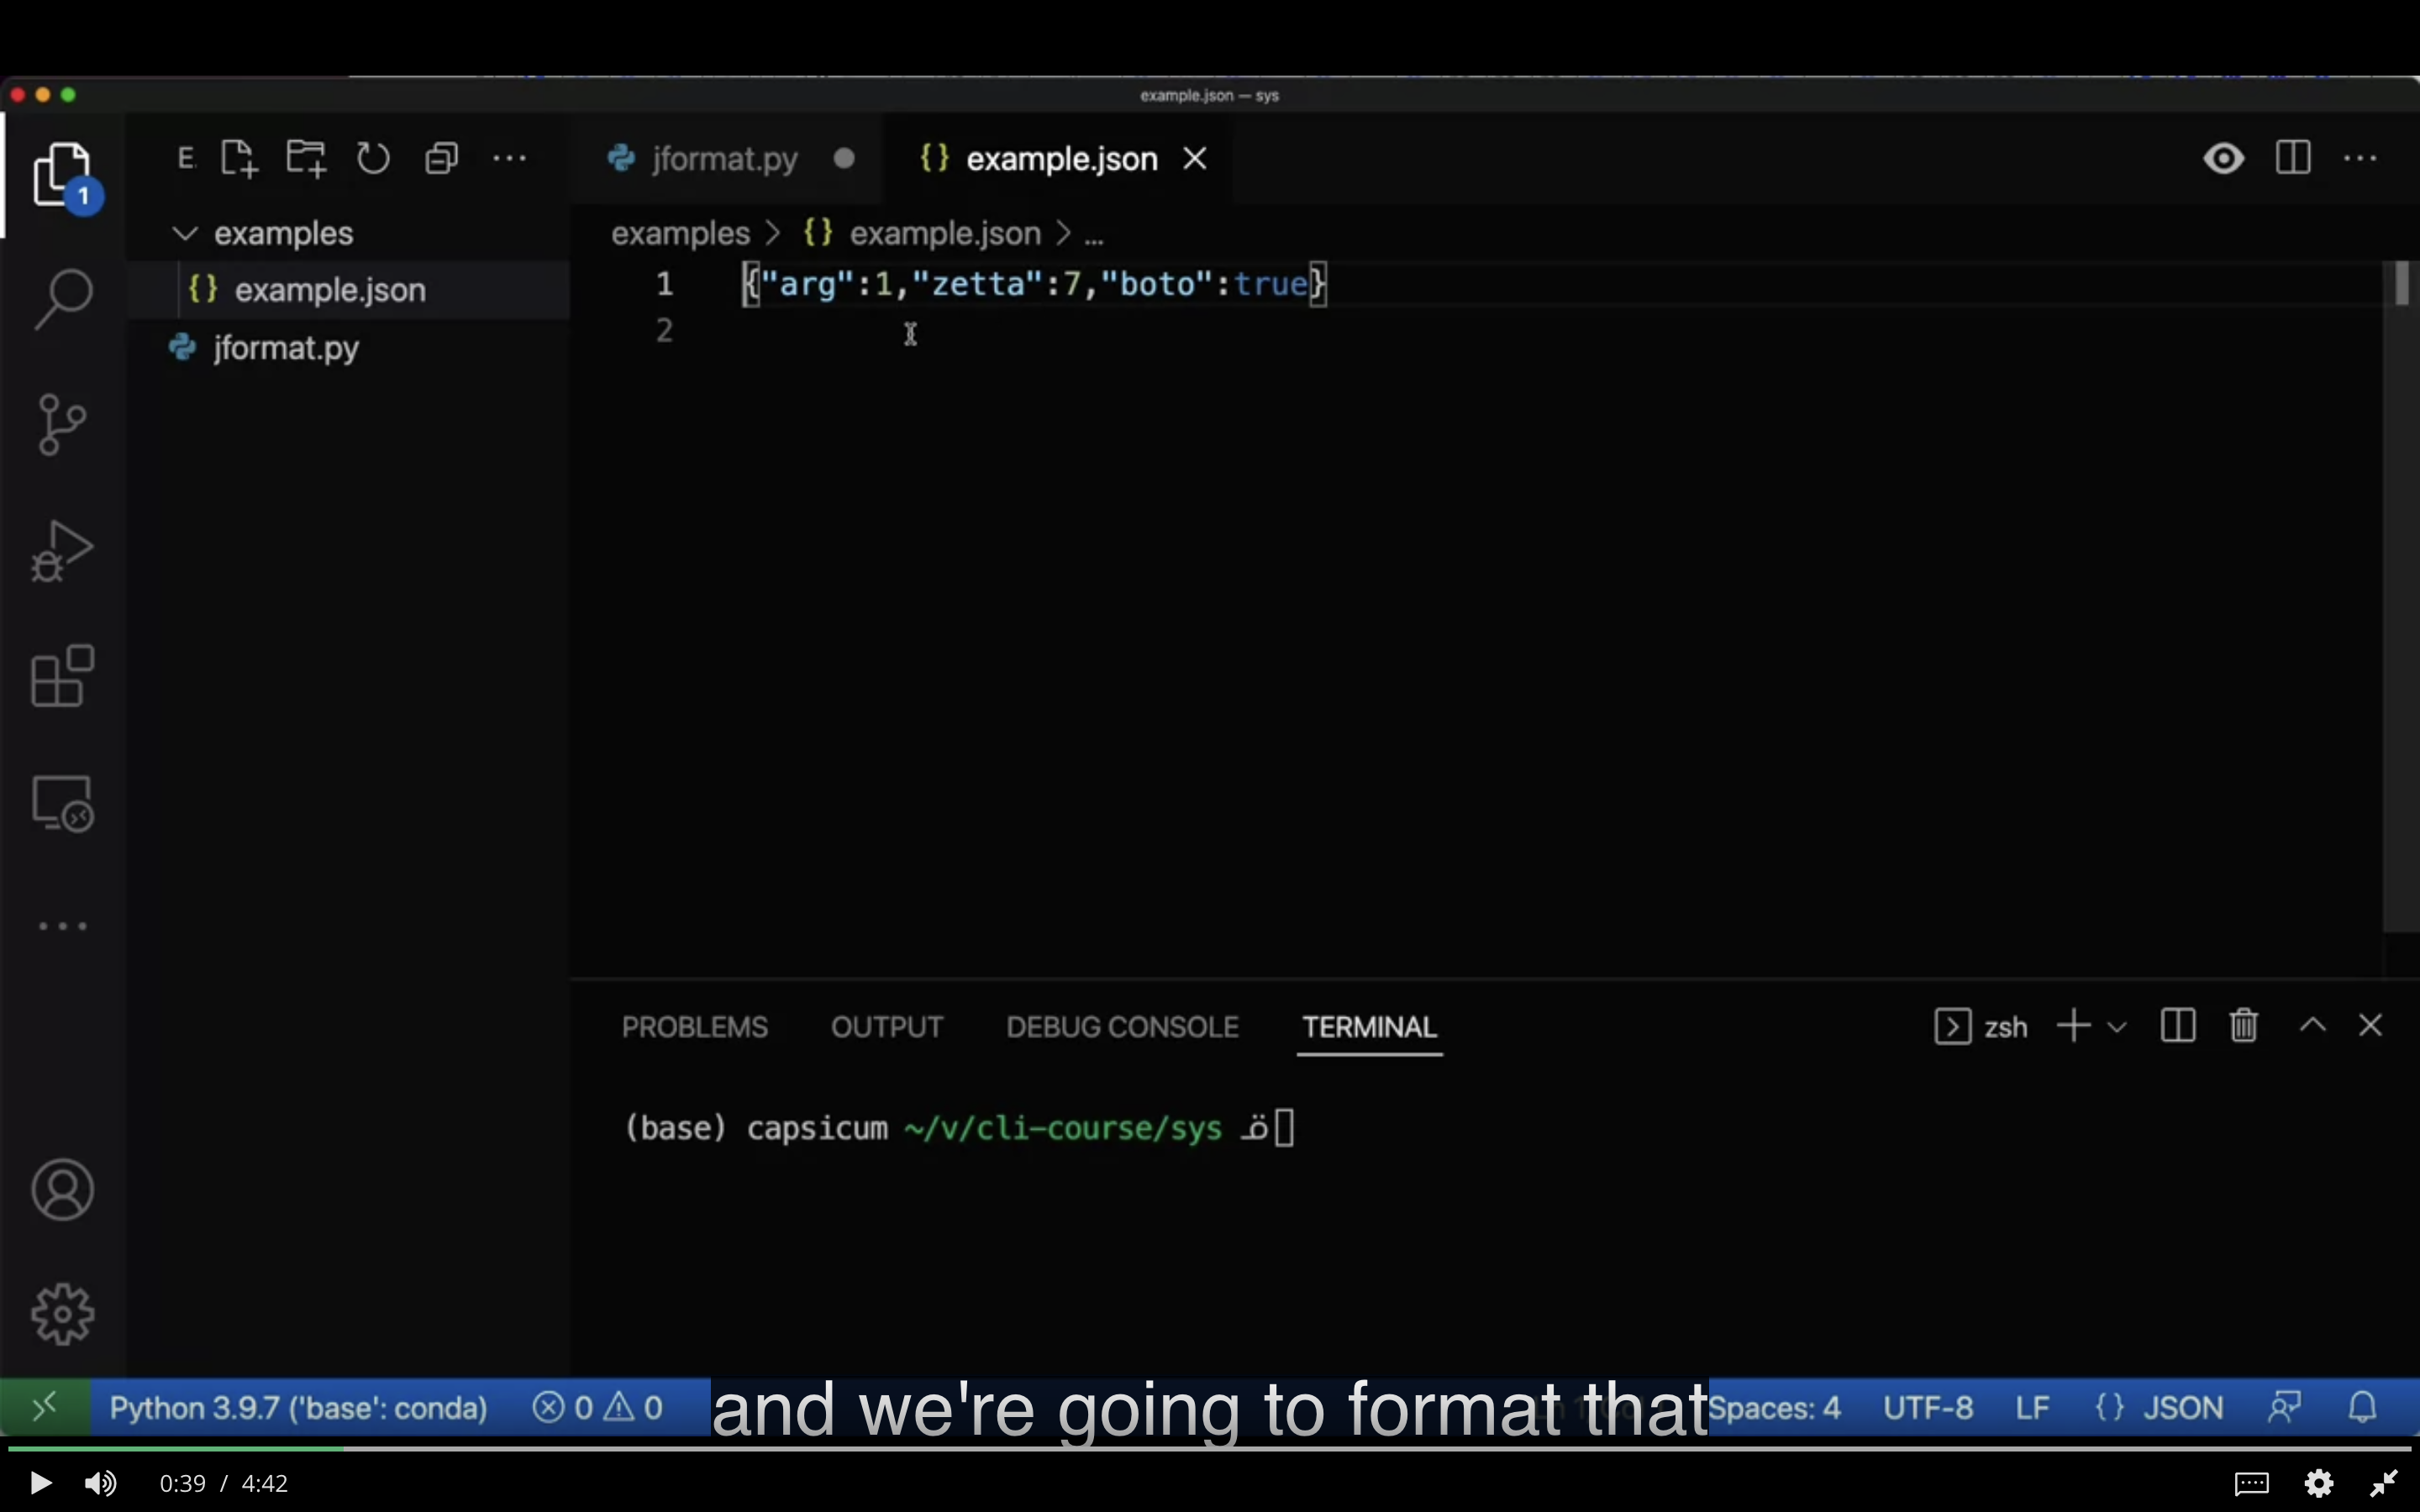 example.json — sys
E
jformat.py
example.json
1
examples
example.json
jformat.py
examples > {} example.json > ...
1 {"arg":1,"zetta":7,"boto":true}
2
PROBLEMS OUTPUT DEBUG CONSOLE TERMINAL
zsh
(base) capsicum ~/v/cli-course/sys
Python 3.9.7 ('base': conda) 0 0
and we're going to format that
Spaces: 4 UTF-8 LF {} JSON
0:39 / 4:42